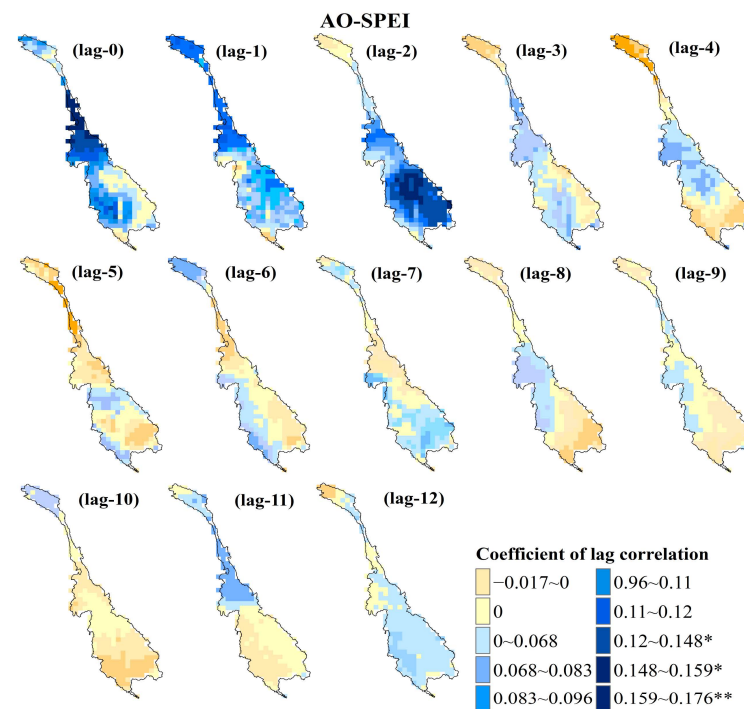 AO-SPEI
(lag-0) (lag-1) (lag-2) (lag-3) (lag-4)
(lag-5) (lag-6) (lag-7) (lag-8) (lag-9)
(lag-10) (lag-11) (lag-12)
Coefficient of lag correlation
−0.017~0 0.96~0.11
0 0.11~0.12
0~0.068 0.12~0.148*
0.068~0.083 0.148~0.159*
0.083~0.096 0.159~0.176**